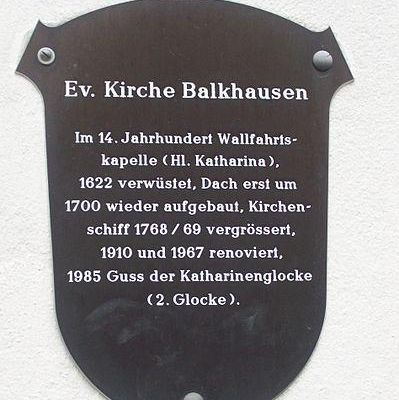 Ev. Kirche Balkhausen
Im 14. Jahrhundert Wallfahrts-
kapelle (Hl. Katharina),
1622 verwüstet, Dach erst um
1700 wieder aufgebaut, Kirchen-
schiff 1768/69 vergrössert,
1910 und 1967 renoviert,
1985 Guss der Katharinenglocke
(2. Glocke).